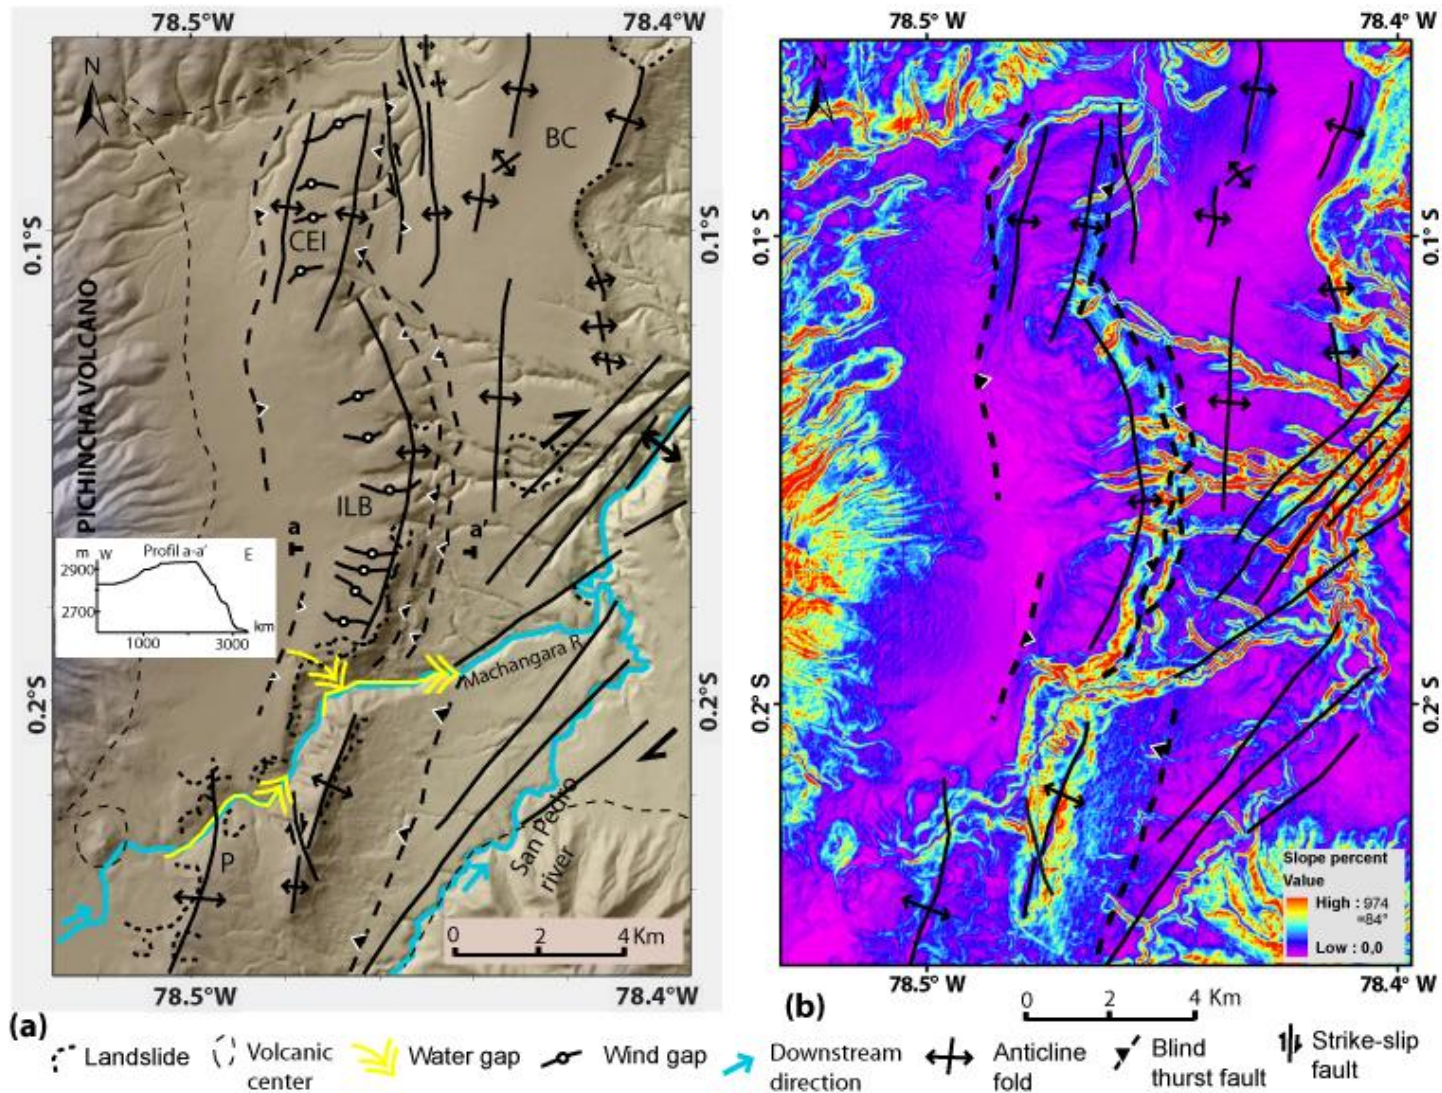 78.5°W
78.4°W
78.5°W
78.4° W
N
BC
N
0.1°S
0.1°S
0.1°S
CEI
PICHINCHA VOLCANO
ILB
a
a'
m W
Profil a-a'
E
2900
2700
km
1000
3000
Machangara R.
0.2°S
0.2°S
0.2°S
P
San Pedro
river
Slope percent
Value
High : 974
=84°
Low : 0,0
0 2 4 Km
78.5°W
78.4°W
78.5° W
78.4° W
(a)
(b)
0 2 4 Km
Landslide
Volcanic
center
Water gap
Wind gap
Downstream
direction
Anticline
fold
Blind
thurst fault
Strike-slip
fault